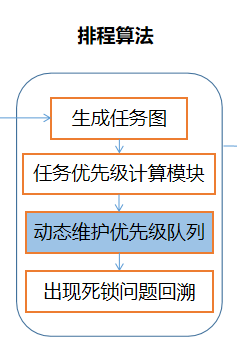 排程算法
生成任务图
任务优先级计算模块
动态维护优先级队列
出现死锁问题回溯